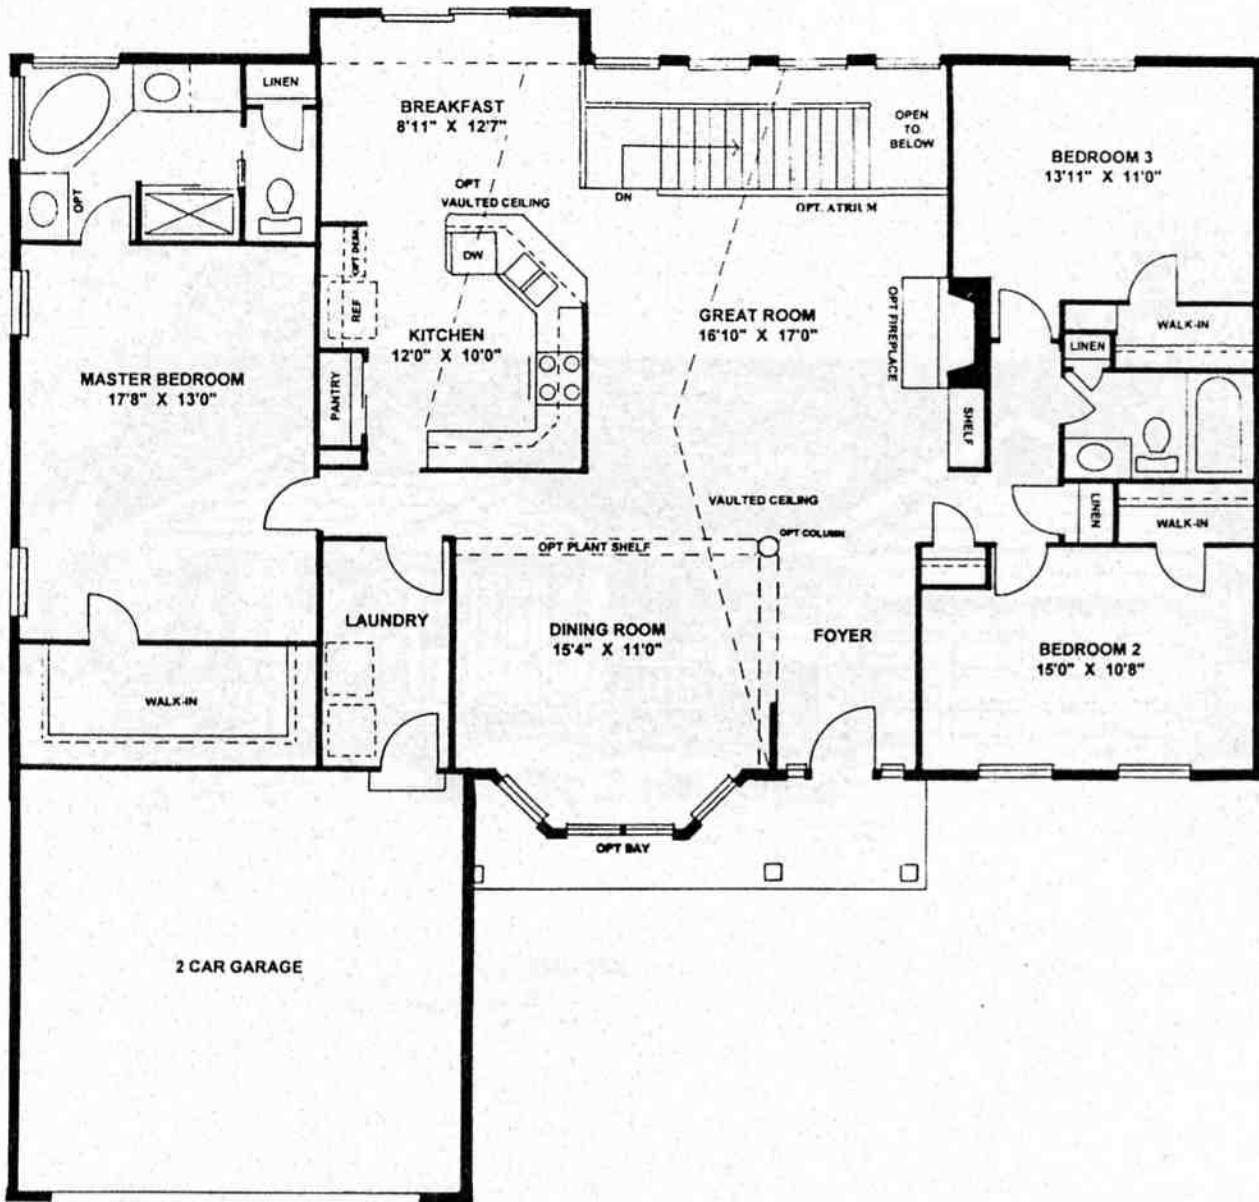 LINEN
BREAKFAST
8'11" X 12'7"
OPEN
TO
BELOW
BEDROOM 3
13'11" X 11'0"
OPT
OPT
VAULTED CEILING
DN
OPT. ATRIUM
OPT DESK
DW
REF
KITCHEN
12'0" X 10'0"
GREAT ROOM
16'10" X 17'0"
OPT FIREPLACE
WALK-IN
LINEN
MASTER BEDROOM
17'8" X 13'0"
PANTRY
SHELF
VAULTED CEILING
LINEN
WALK-IN
OPT PLANT SHELF
OPT COLUMN
LAUNDRY
DINING ROOM
15'4" X 11'0"
FOYER
BEDROOM 2
15'0" X 10'8"
WALK-IN
OPT BAY
2 CAR GARAGE